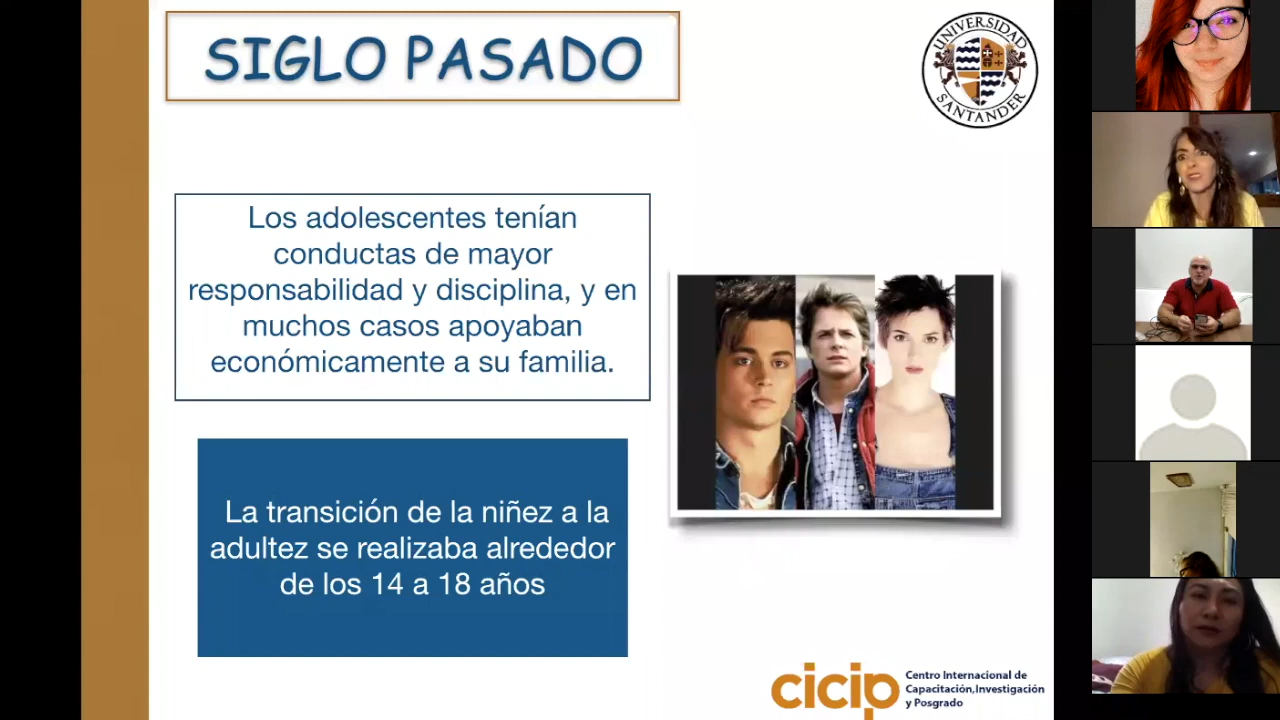 SIGLO PASADO
UNIVERSIDAD
SANTANDER
Los adolescentes tenían
conductas de mayor
responsabilidad y disciplina, y en
muchos casos apoyaban
económicamente a su familia.
La transición de la niñez a la
adultez se realizaba alrededor
de los 14 a 18 años
cicip
Centro Internacional de
Capacitación,Investigación
y Posgrado